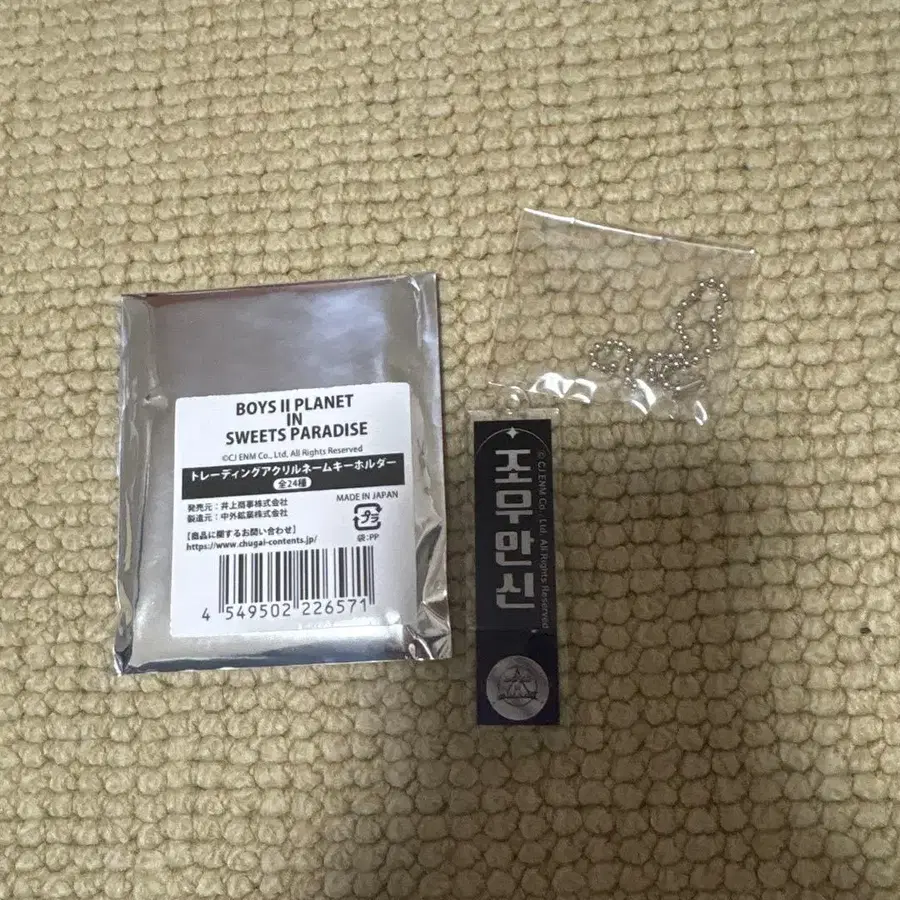 BOYS II PLANET
IN
SWEETS PARADISE
©CJ ENM Co., Ltd. All Rights Reserved
トレーディングアクリルネームキーホルダー
全24種
発売元：井上商事株式会社
製造元：中外鉱業株式会社
MADE IN JAPAN
プラ
袋:PP
【商品に関するお問い合わせ】
https://www.chugai-contents.jp/
4 549502 226571
조무만신
©CJ ENM Co., Ltd. All Rights Reserved